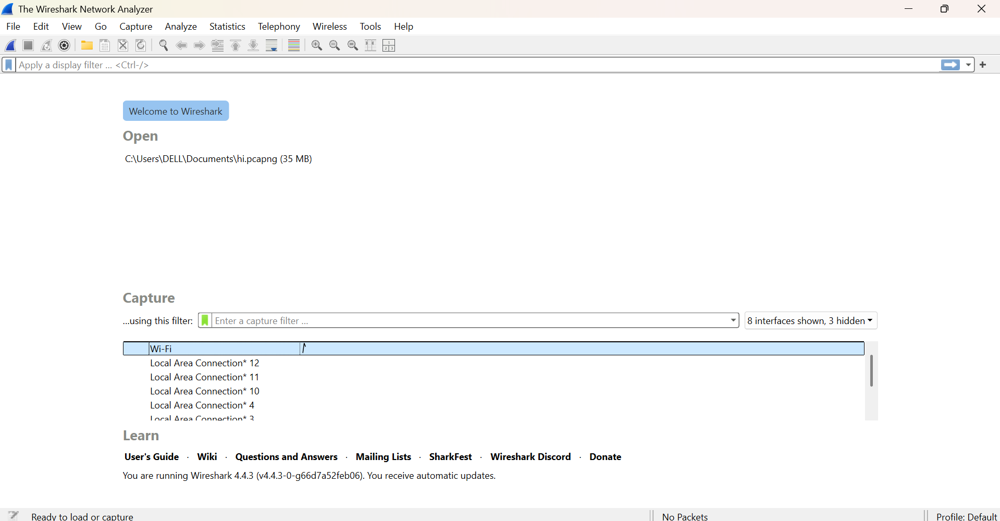 The Wireshark Network Analyzer
File Edit View Go Capture Analyze Statistics Telephony Wireless Tools Help
Apply a display filter ... <Ctrl-/>
Welcome to Wireshark
Open
C:\Users\DELL\Documents\hi.pcapng (35 MB)
Capture
...using this filter: Enter a capture filter ... 8 interfaces shown, 3 hidden
Wi-Fi
Local Area Connection* 12
Local Area Connection* 11
Local Area Connection* 10
Local Area Connection* 4
Local Area Connection* 3
Learn
User's Guide · Wiki · Questions and Answers · Mailing Lists · SharkFest · Wireshark Discord · Donate
You are running Wireshark 4.4.3 (v4.4.3-0-g66d7a52feb06). You receive automatic updates.
Ready to load or capture No Packets Profile: Default